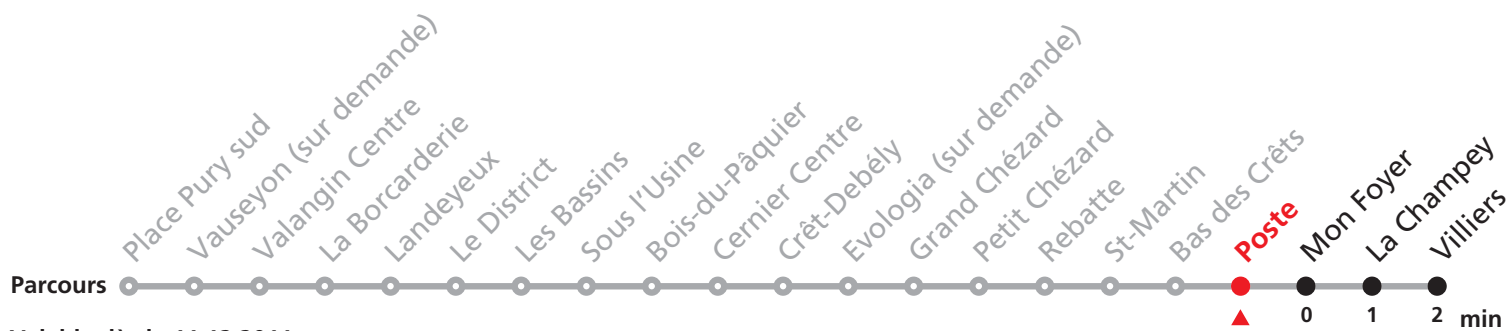 Place Pury sud
Vauseyon (sur demande)
Valangin Centre
La Borcarderie
Landeyeux
Le District
Les Bassins
Sous l'Usine
Bois-du-Pâquier
Cernier Centre
Crêt-Debély
Evologia (sur demande)
Grand Chézard
Petit Chézard
Rebatte
St-Martin
Bas des Crêts
Poste
Mon Foyer
La Champey
Villiers
Parcours
0 1 2 min